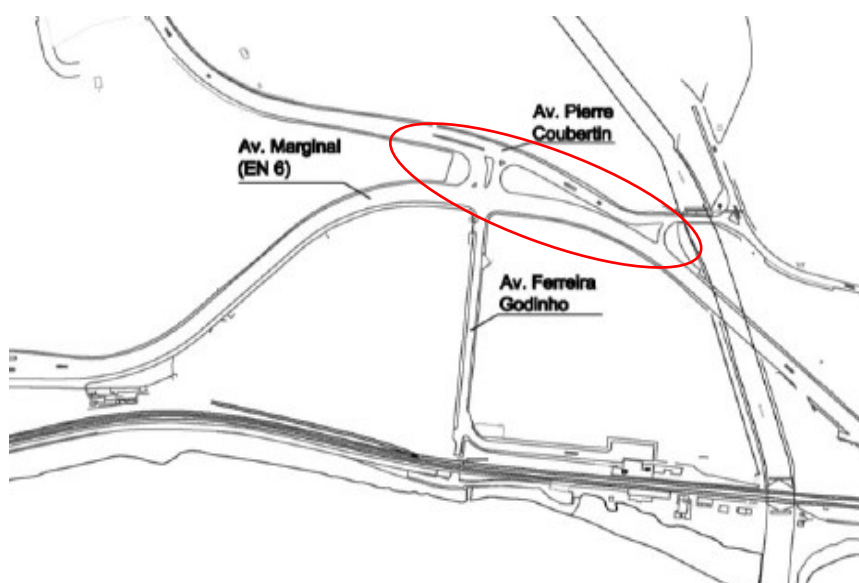 Av. Pierre
Coubertin
Av. Marginal
(EN 6)
Av. Ferreira
Godinho